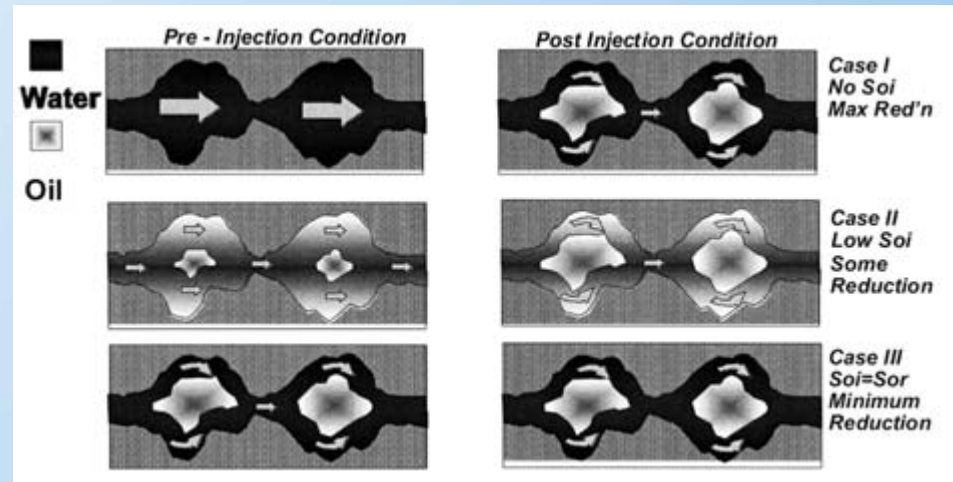 Pre - Injection Condition
Post Injection Condition
Water
Oil
Case I
No Soi
Max Red'n
Case II
Low Soi
Some
Reduction
Case III
Soi=Sor
Minimum
Reduction